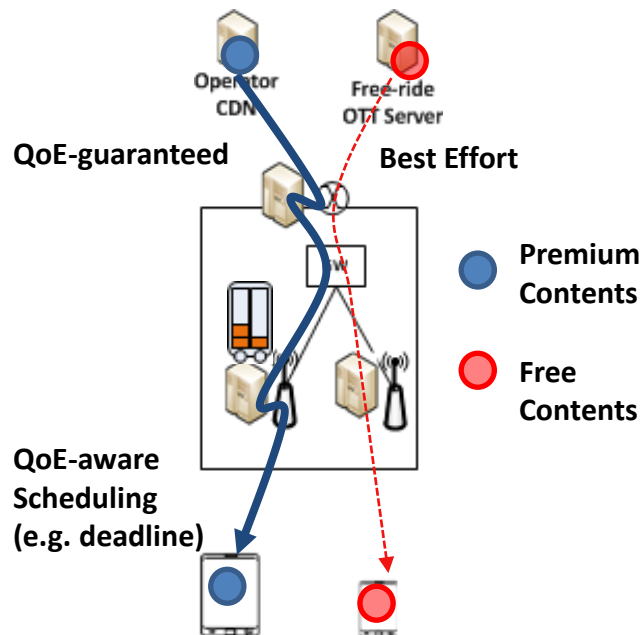 Operator
CDN
Free-ride
OTT Server
QoE-guaranteed
Best Effort
Premium
Contents
Free
Contents
QoE-aware
Scheduling
(e.g. deadline)